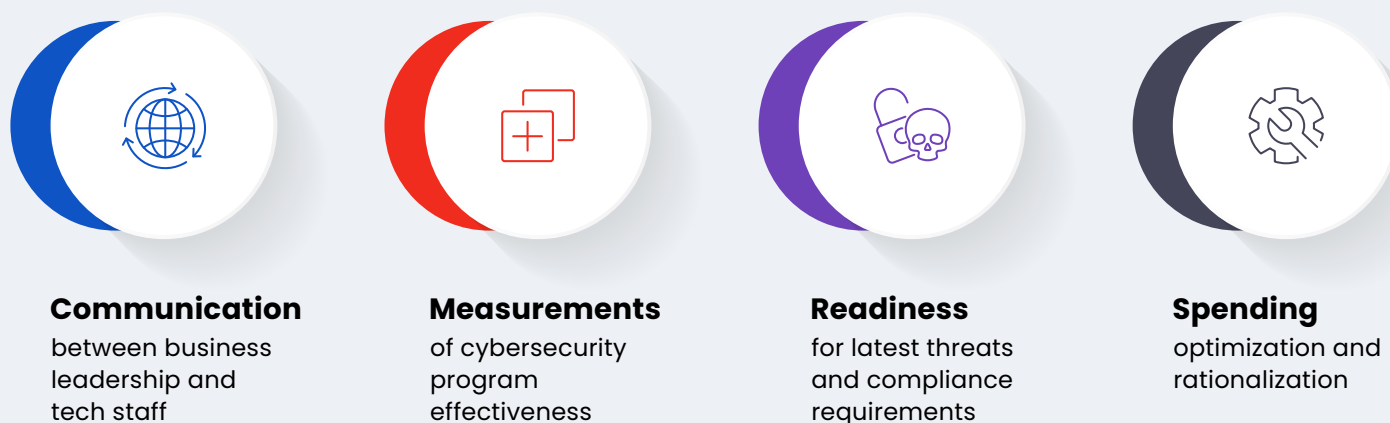 Communication
between business
leadership and
tech staff
Measurements
of cybersecurity
program
effectiveness
Readiness
for latest threats
and compliance
requirements
Spending
optimization and
rationalization